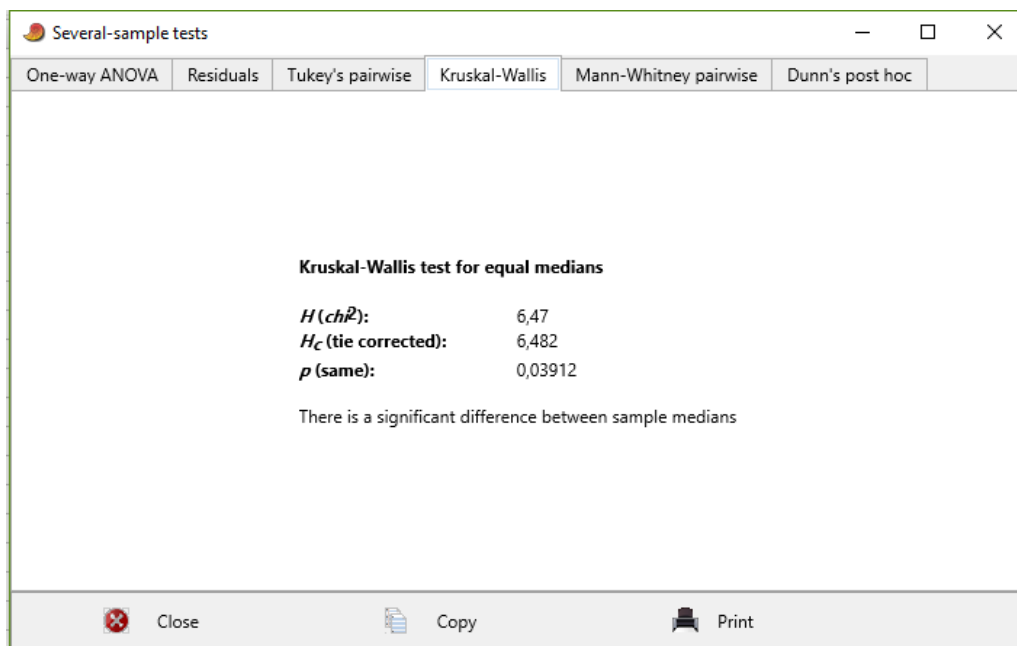 Several-sample tests
One-way ANOVA Residuals Tukey's pairwise Kruskal-Wallis Mann-Whitney pairwise Dunn's post hoc
Kruskal-Wallis test for equal medians
H (chi2): 6,47
Hc (tie corrected): 6,482
p (same): 0,03912
There is a significant difference between sample medians
Close Copy Print